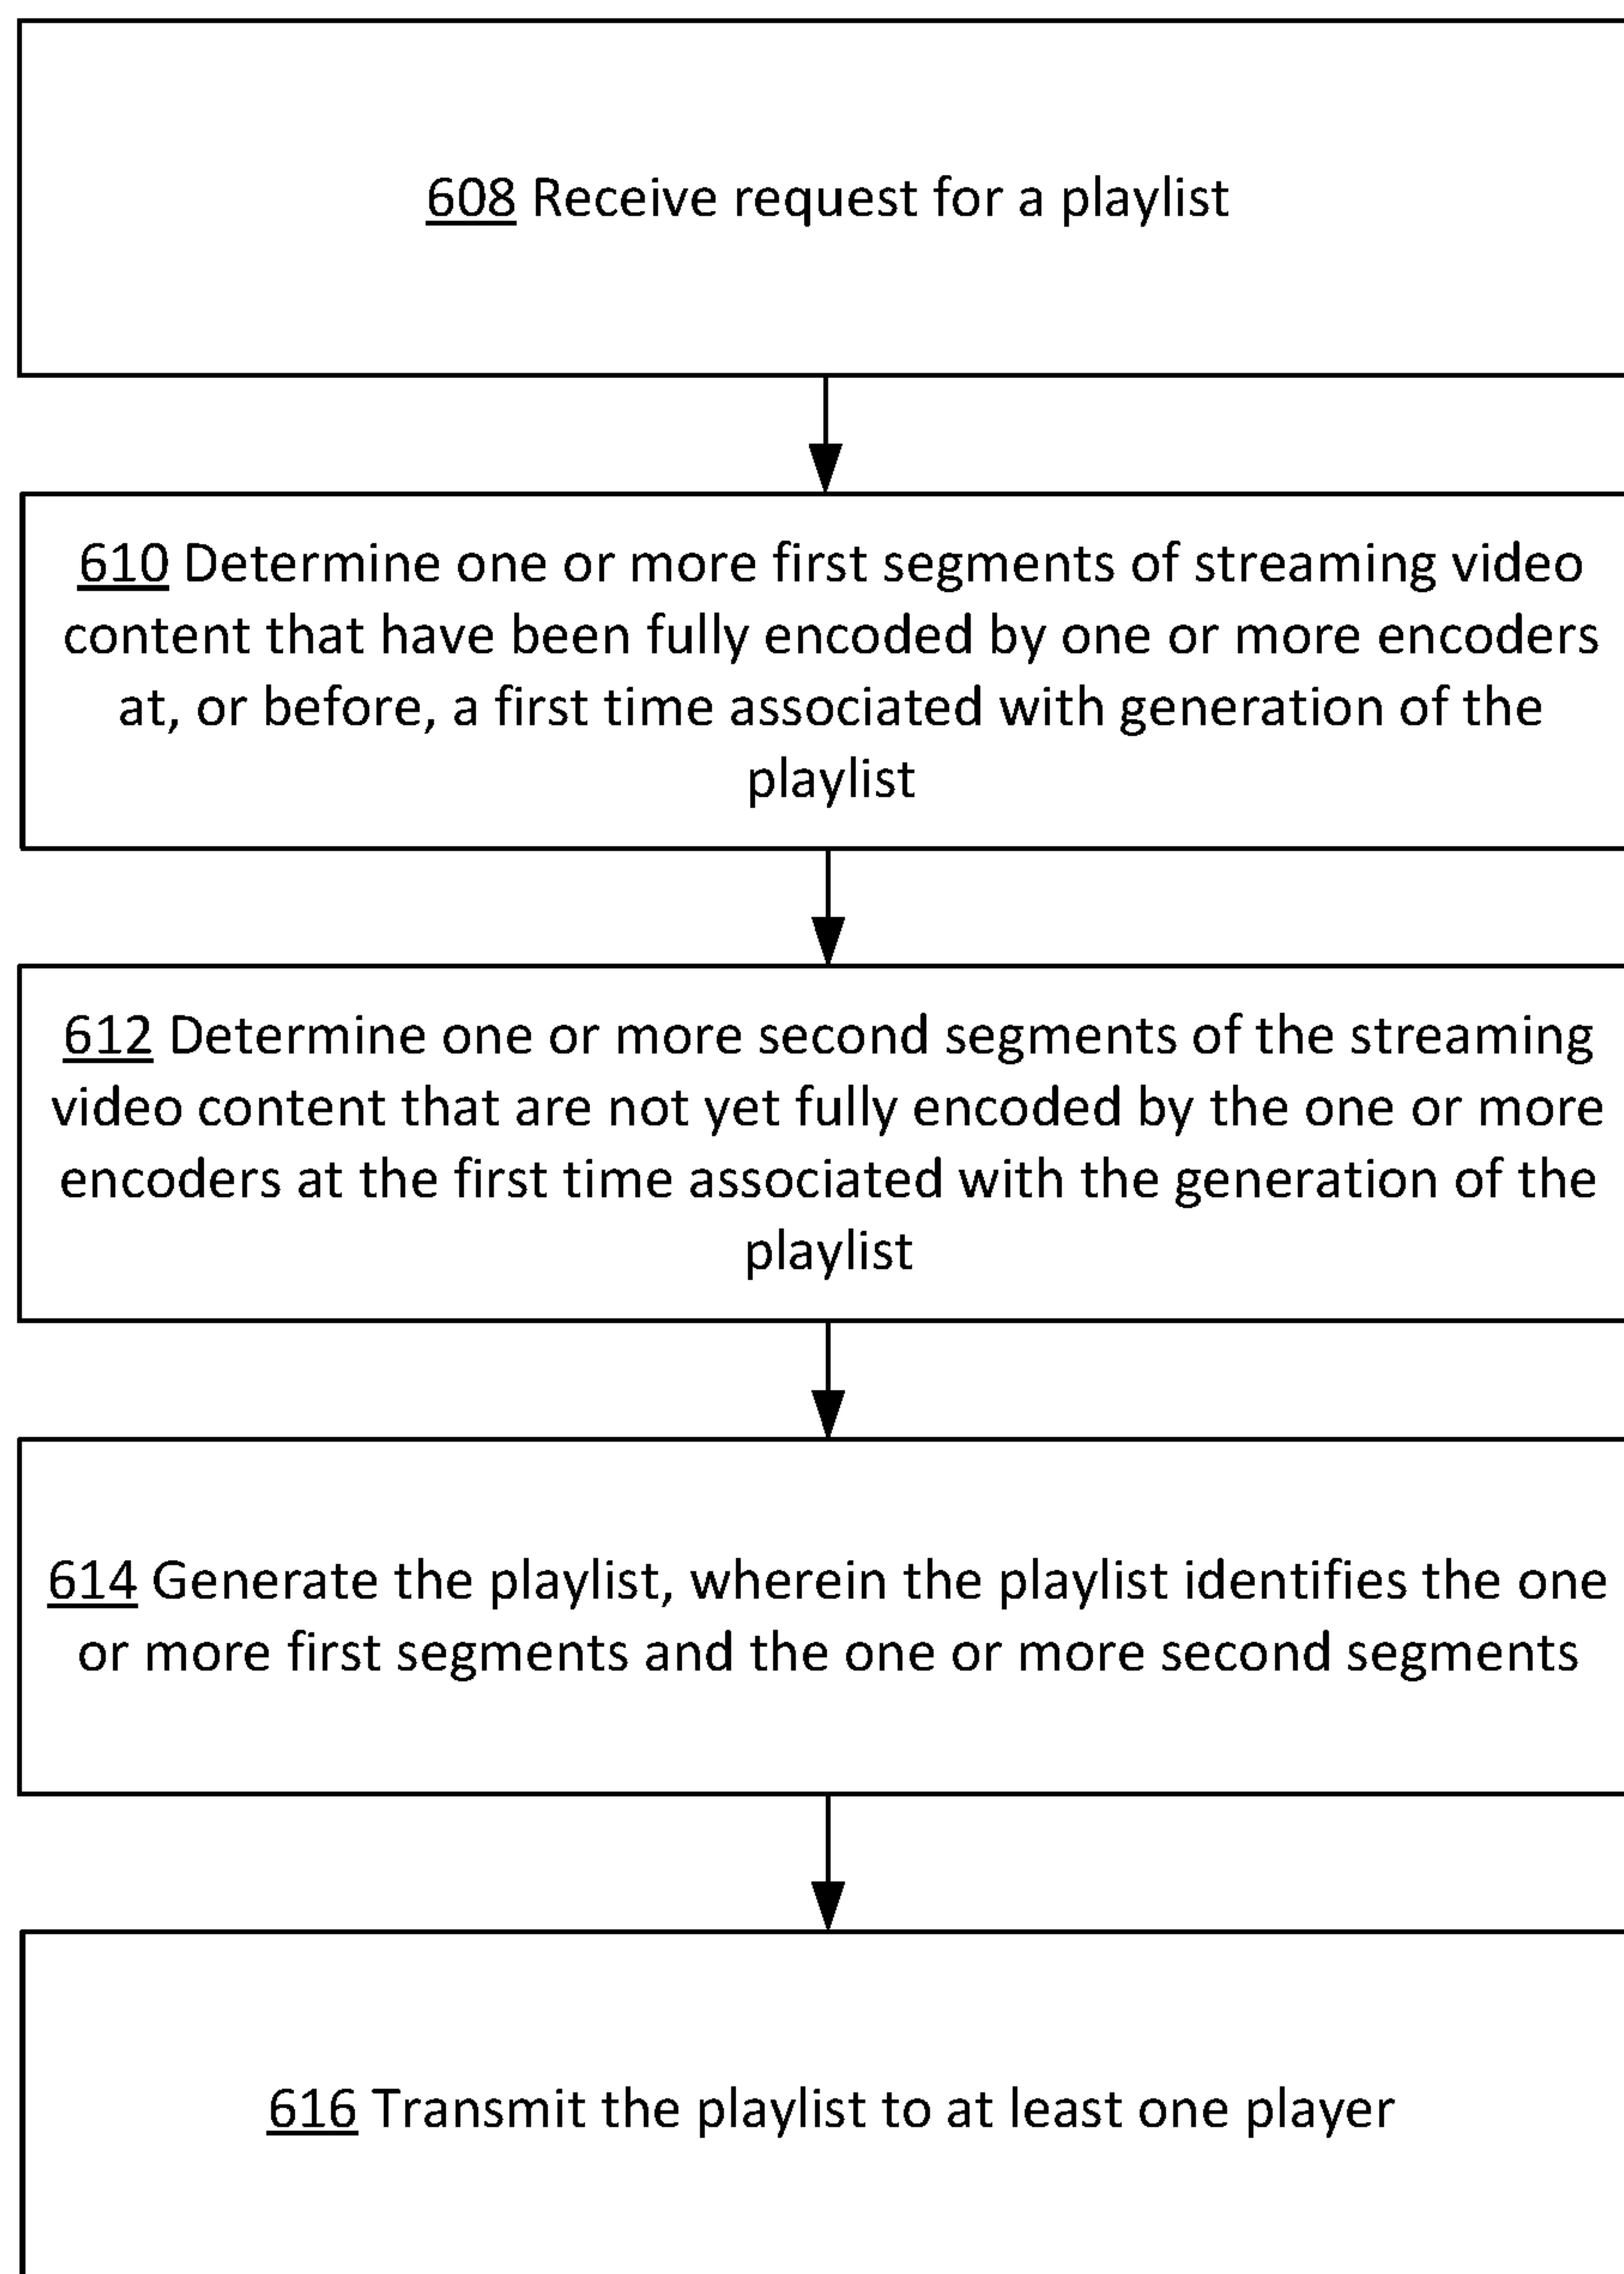 608 Receive request for a playlist
610 Determine one or more first segments of streaming video
content that have been fully encoded by one or more encoders
at, or before, a first time associated with generation of the
playlist
612 Determine one or more second segments of the streaming
video content that are not yet fully encoded by the one or more
encoders at the first time associated with the generation of the
playlist
614 Generate the playlist, wherein the playlist identifies the one
or more first segments and the one or more second segments
616 Transmit the playlist to at least one player